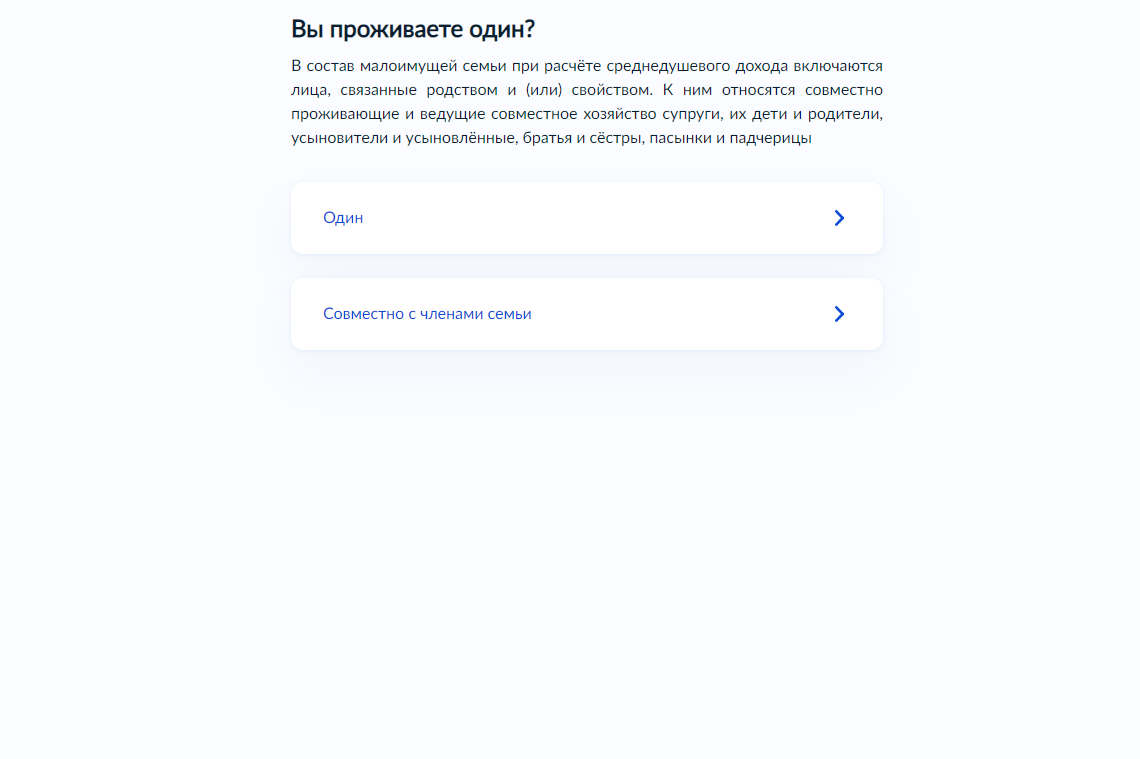 Вы проживаете один?
В состав малоимущей семьи при расчёте среднедушевого дохода включаются
лица, связанные родством и (или) свойством. К ним относятся совместно
проживающие и ведущие совместное хозяйство супруги, их дети и родители,
усыновители и усыновлённые, братья и сёстры, пасынки и падчерицы
Один
Совместно с членами семьи